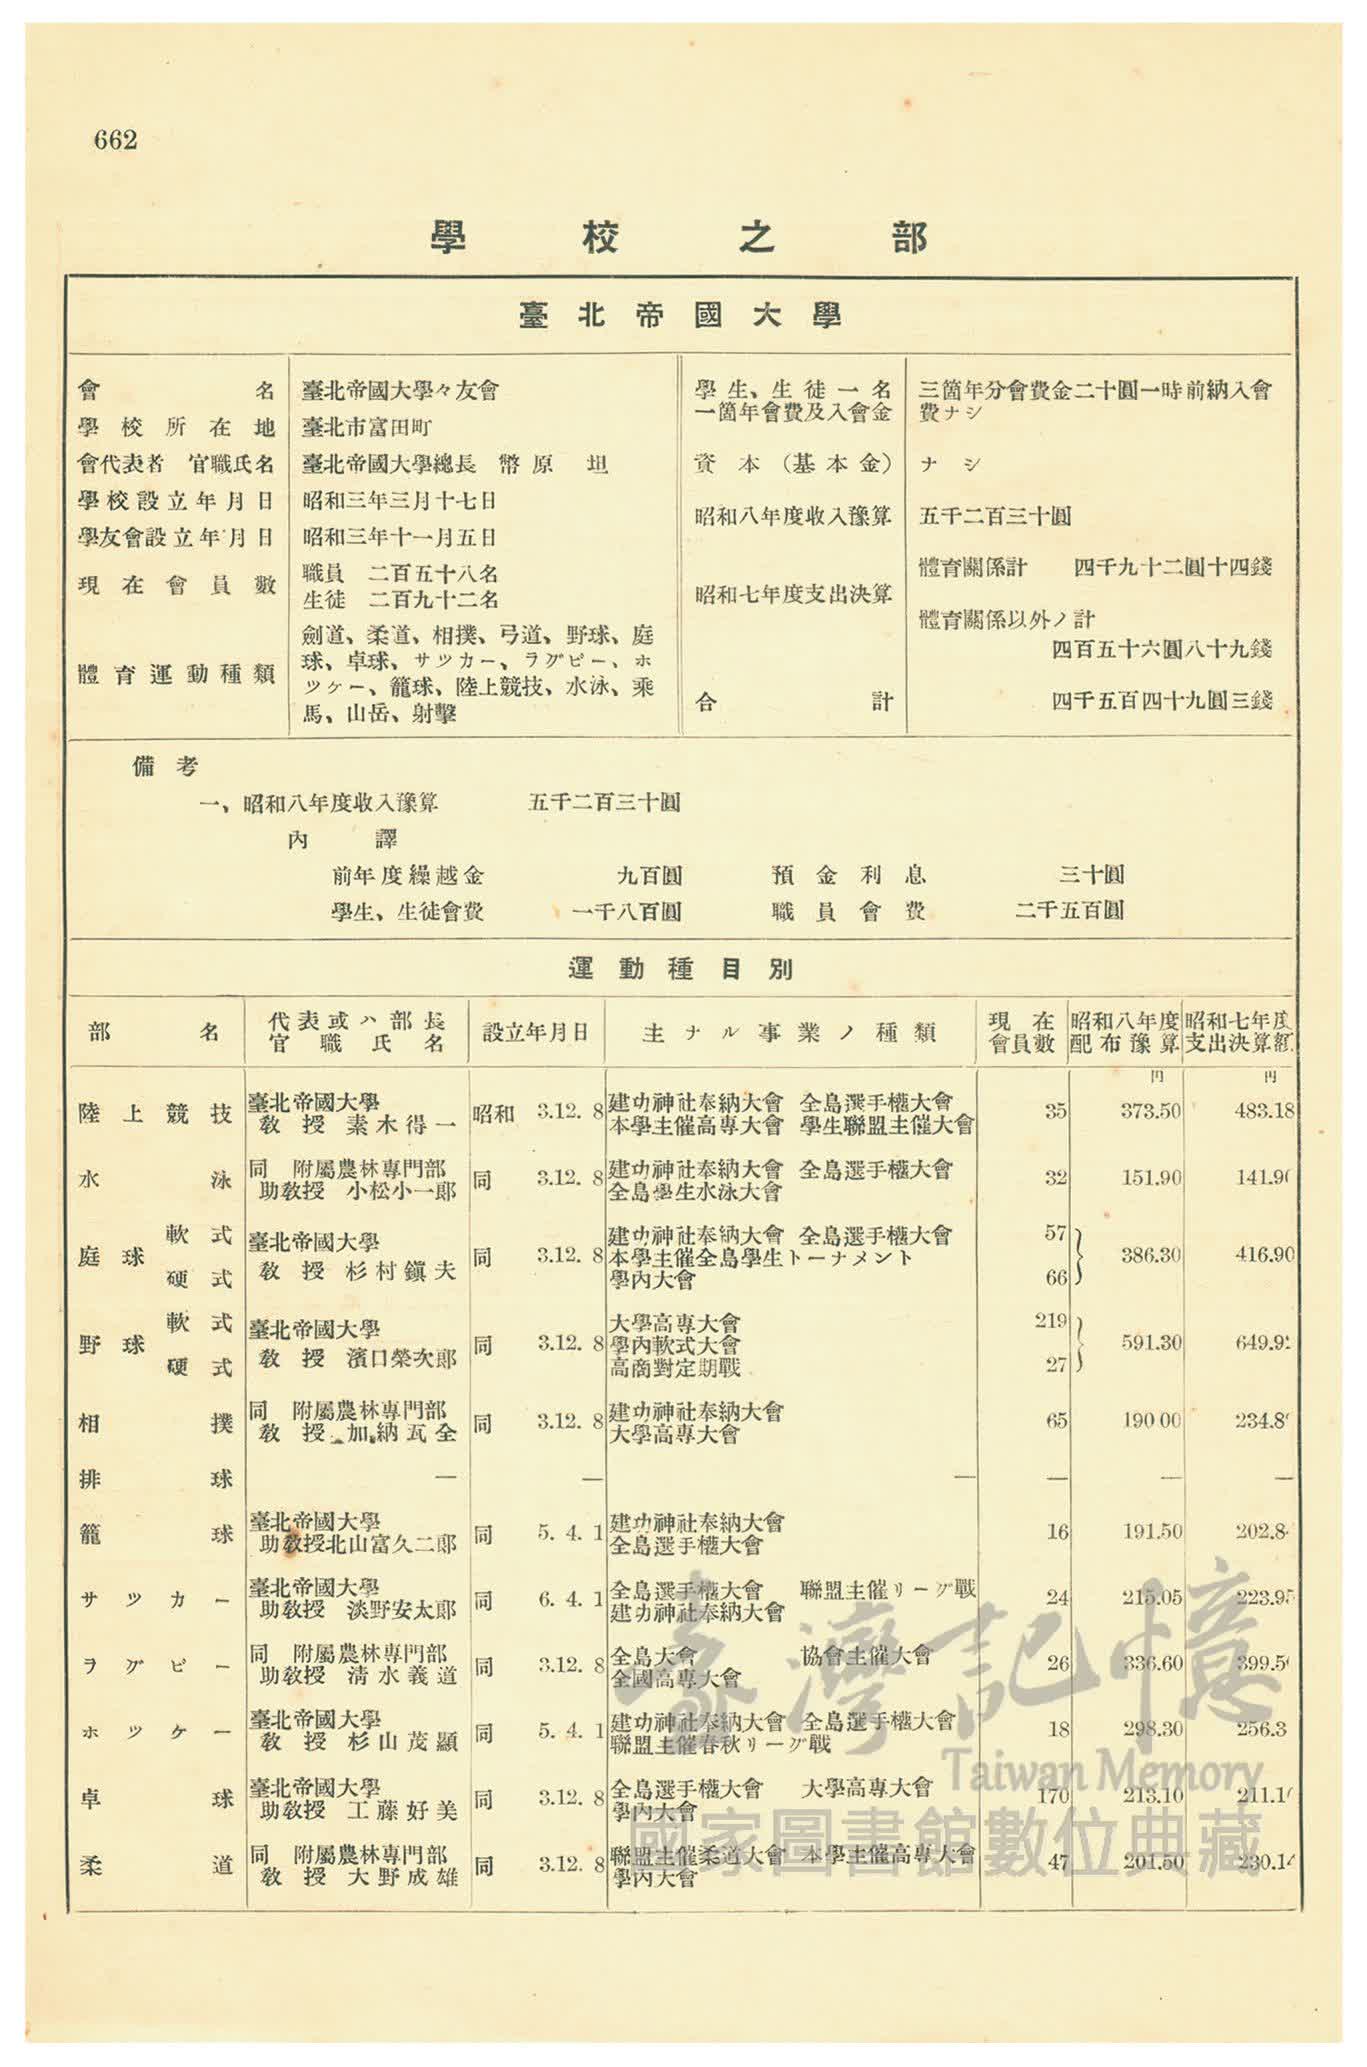 662
學校之部
臺北帝國大學
會名 臺北帝國大學々友會
學校所在地 臺北市富田町
會代表者 官職氏名 臺北帝國大學總長 幣原 坦
學校設立年月日 昭和三年三月十七日
學友會設立年月日 昭和三年十一月五日
現在會員數 職員 二百五十八名
生徒 二百九十二名
體育運動種類 劍道、柔道、相撲、弓道、野球、庭
球、卓球、サツカー、ラグビー、ホ
ツケー、籠球、陸上競技、水泳、乘
馬、山岳、射擊
學生、生徒一名 三箇年分會費金二十圓一時前納入會
一箇年會費及入會金 費ナシ
資本(基本金) ナシ
昭和八年度收入豫算 五千二百三十圓
體育關係計 四千九十二圓十四錢
昭和七年度支出決算
體育關係以外ノ計
四百五十六圓八十九錢
合計 四千五百四十九圓三錢
備考
一、昭和八年度收入豫算 五千二百三十圓
內譯
前年度繰越金 九百圓 預金利息 三十圓
學生、生徒會費 一千八百圓 職員會費 二千五百圓
運動種目別
部名 代表或ハ部長 設立年月日 主ナル事業ノ種類 現在 昭和八年度 昭和七年度
官職氏名 會員數 配布豫算 支出決算額
円 円
陸上競技 臺北帝國大學 昭和 3.12. 8 建功神社奉納大會 全島選手權大會 35 373.50 483.18
教授 素木得一 本學主催高專大會 學生聯盟主催大會
水泳 同 附屬農林專門部 同 3.12. 8 建功神社奉納大會 全島選手權大會 32 151.90 141.90
助教授 小松小一郎 全島學生水泳大會
庭球 軟式 臺北帝國大學 同 3.12. 8 建功神社奉納大會 全島選手權大會 57 386.30 416.90
本學主催全島學生トーナメント
硬式 教授 杉村鎭夫 學內大會 66
野球 軟式 臺北帝國大學 同 3.12. 8 大學高專大會 219 591.30 649.9
學內軟式大會
硬式 教授 濱口榮次郎 高商對定期戰 27
相撲 同 附屬農林專門部 同 3.12. 8 建功神社奉納大會 65 190 00 234.8
教授 加納瓦全 大學高專大會
排球 — — — — — —
籠球 臺北帝國大學 同 5. 4. 1 建功神社奉納大會 16 191.50 202.8
助教授北山富久二郎 全島選手權大會
サツカー 臺北帝國大學 同 6. 4. 1 全島選手權大會 聯盟主催リーグ戰 24 215.05 223.95
助教授 淡野安太郎 建功神社奉納大會
ラグビー 同 附屬農林專門部 同 3.12. 8 全島大會 協會主催大會 26 336.60 399.5
助教授 淸水義道 全國高專大會
ホツケー 臺北帝國大學 同 5. 4. 1 建功神社奉納大會 全島選手權大會 18 298.30 256.3
教授 杉山茂顯 聯盟主催春秋リーグ戰
卓球 臺北帝國大學 同 3.12. 8 全島選手權大會 大學高專大會 170 213.10 211.1
助教授 工藤好美 學內大會
柔道 同 附屬農林專門部 同 3.12. 8 聯盟主催柔道大會 本學主催高專大會 47 201.50 230.1
教授 大野成雄 學內大會
臺灣記憶
Taiwan Memory
國家圖書館數位典藏